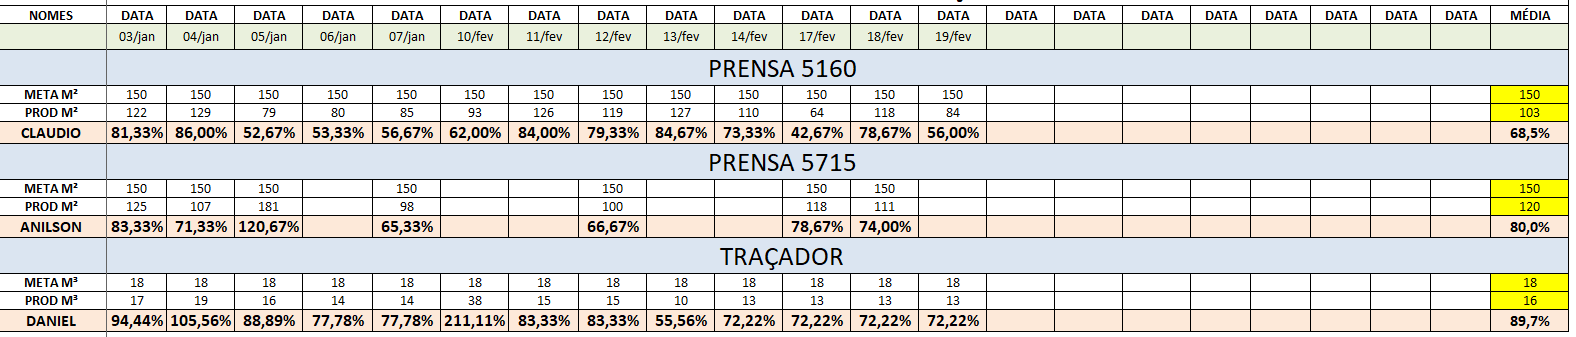 NOMES DATA DATA DATA DATA DATA DATA DATA DATA DATA DATA DATA DATA DATA DATA DATA DATA DATA DATA DATA DATA DATA MÉDIA
03/jan 04/jan 05/jan 06/jan 07/jan 10/fev 11/fev 12/fev 13/fev 14/fev 17/fev 18/fev 19/fev
PRENSA 5160
META M² 150 150 150 150 150 150 150 150 150 150 150 150 150 150
PROD M² 122 129 79 80 85 93 126 119 127 110 64 118 84 103
CLAUDIO 81,33% 86,00% 52,67% 53,33% 56,67% 62,00% 84,00% 79,33% 84,67% 73,33% 42,67% 78,67% 56,00% 68,5%
PRENSA 5715
META M² 150 150 150 150 150 150 150 150
PROD M² 125 107 181 98 100 118 111 120
ANILSON 83,33% 71,33% 120,67% 65,33% 66,67% 78,67% 74,00% 80,0%
TRAÇADOR
META M³ 18 18 18 18 18 18 18 18 18 18 18 18 18 18
PROD M³ 17 19 16 14 14 38 15 15 10 13 13 13 13 16
DANIEL 94,44% 105,56% 88,89% 77,78% 77,78% 211,11% 83,33% 83,33% 55,56% 72,22% 72,22% 72,22% 72,22% 89,7%